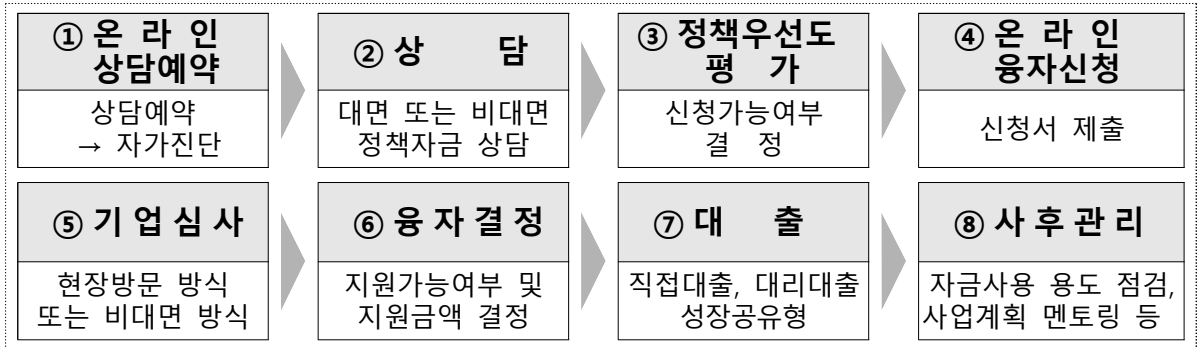 ① 온 라 인
상담예약
상담예약
→ 자가진단
② 상 담
대면 또는 비대면
정책자금 상담
③ 정책우선도
평 가
신청가능여부
결 정
④ 온 라 인
융자신청
신청서 제출
⑤ 기 업 심 사
현장방문 방식
또는 비대면 방식
⑥ 융 자 결 정
지원가능여부 및
지원금액 결정
⑦ 대 출
직접대출, 대리대출
성장공유형
⑧ 사 후 관 리
자금사용 용도 점검,
사업계획 멘토링 등